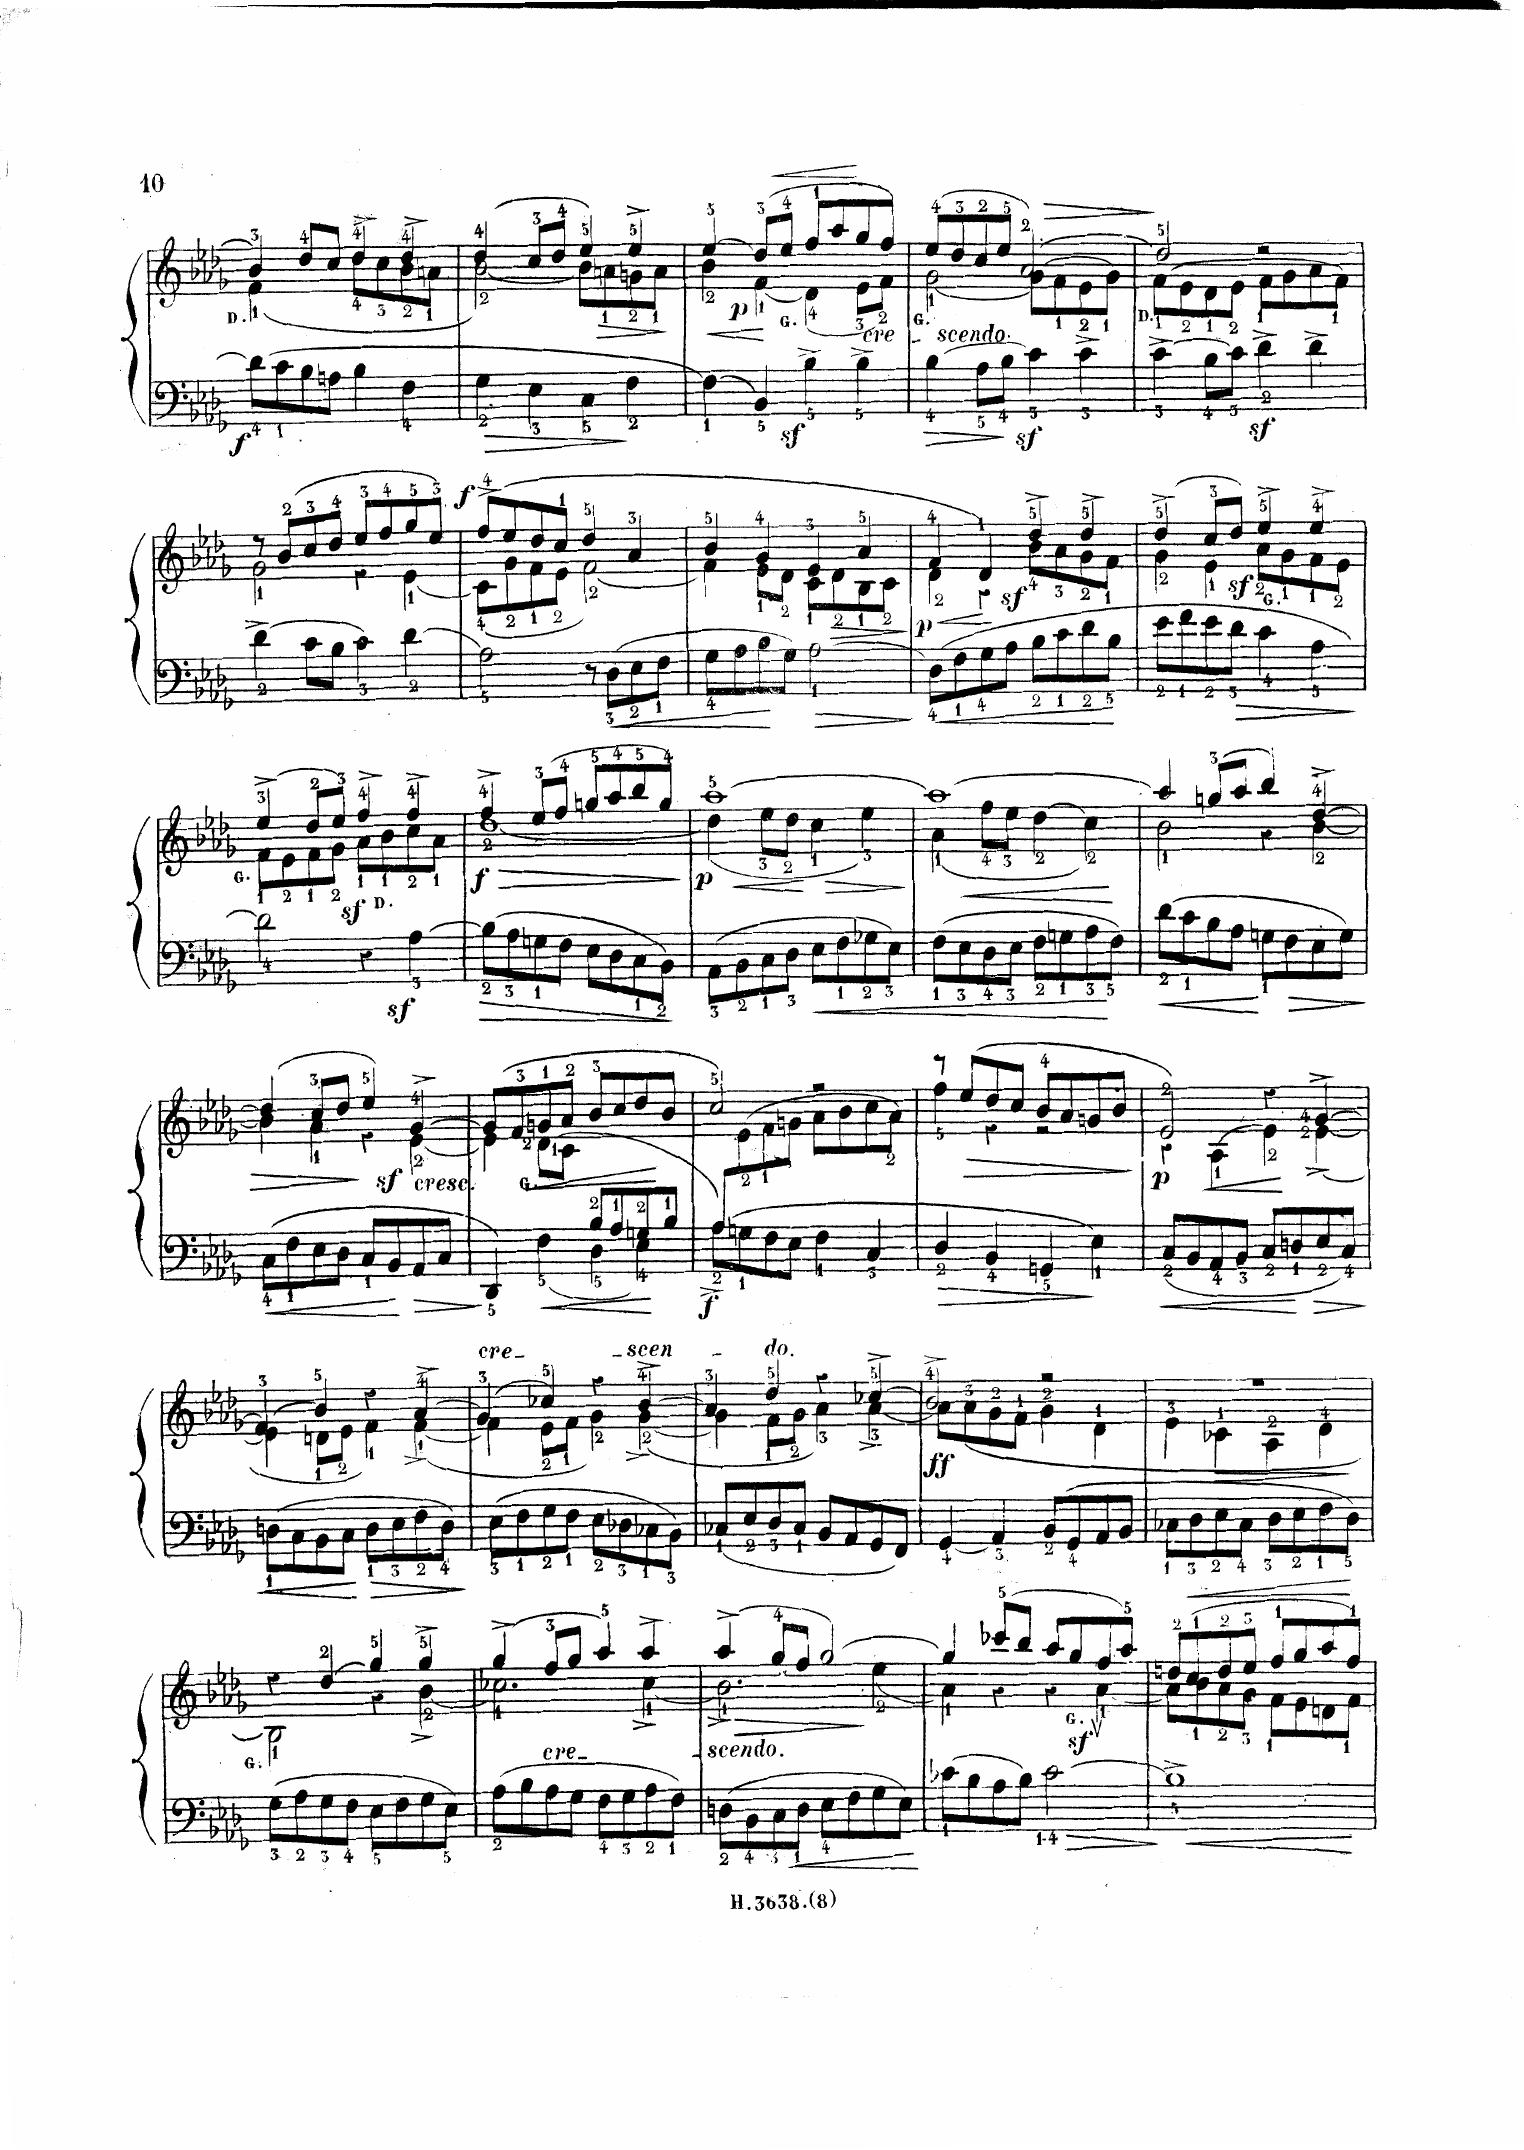 10
D.
G.
G.
D.
p
cre - scendo.
f
sf
sf
sf
f
p
sf
sf
G.
G.
sf
D.
f
p
sf
sf
cresc.
G.
p
f
cre - scen - do.
ff
G.
cre - scendo.
G.
sf
H.3638.(8)